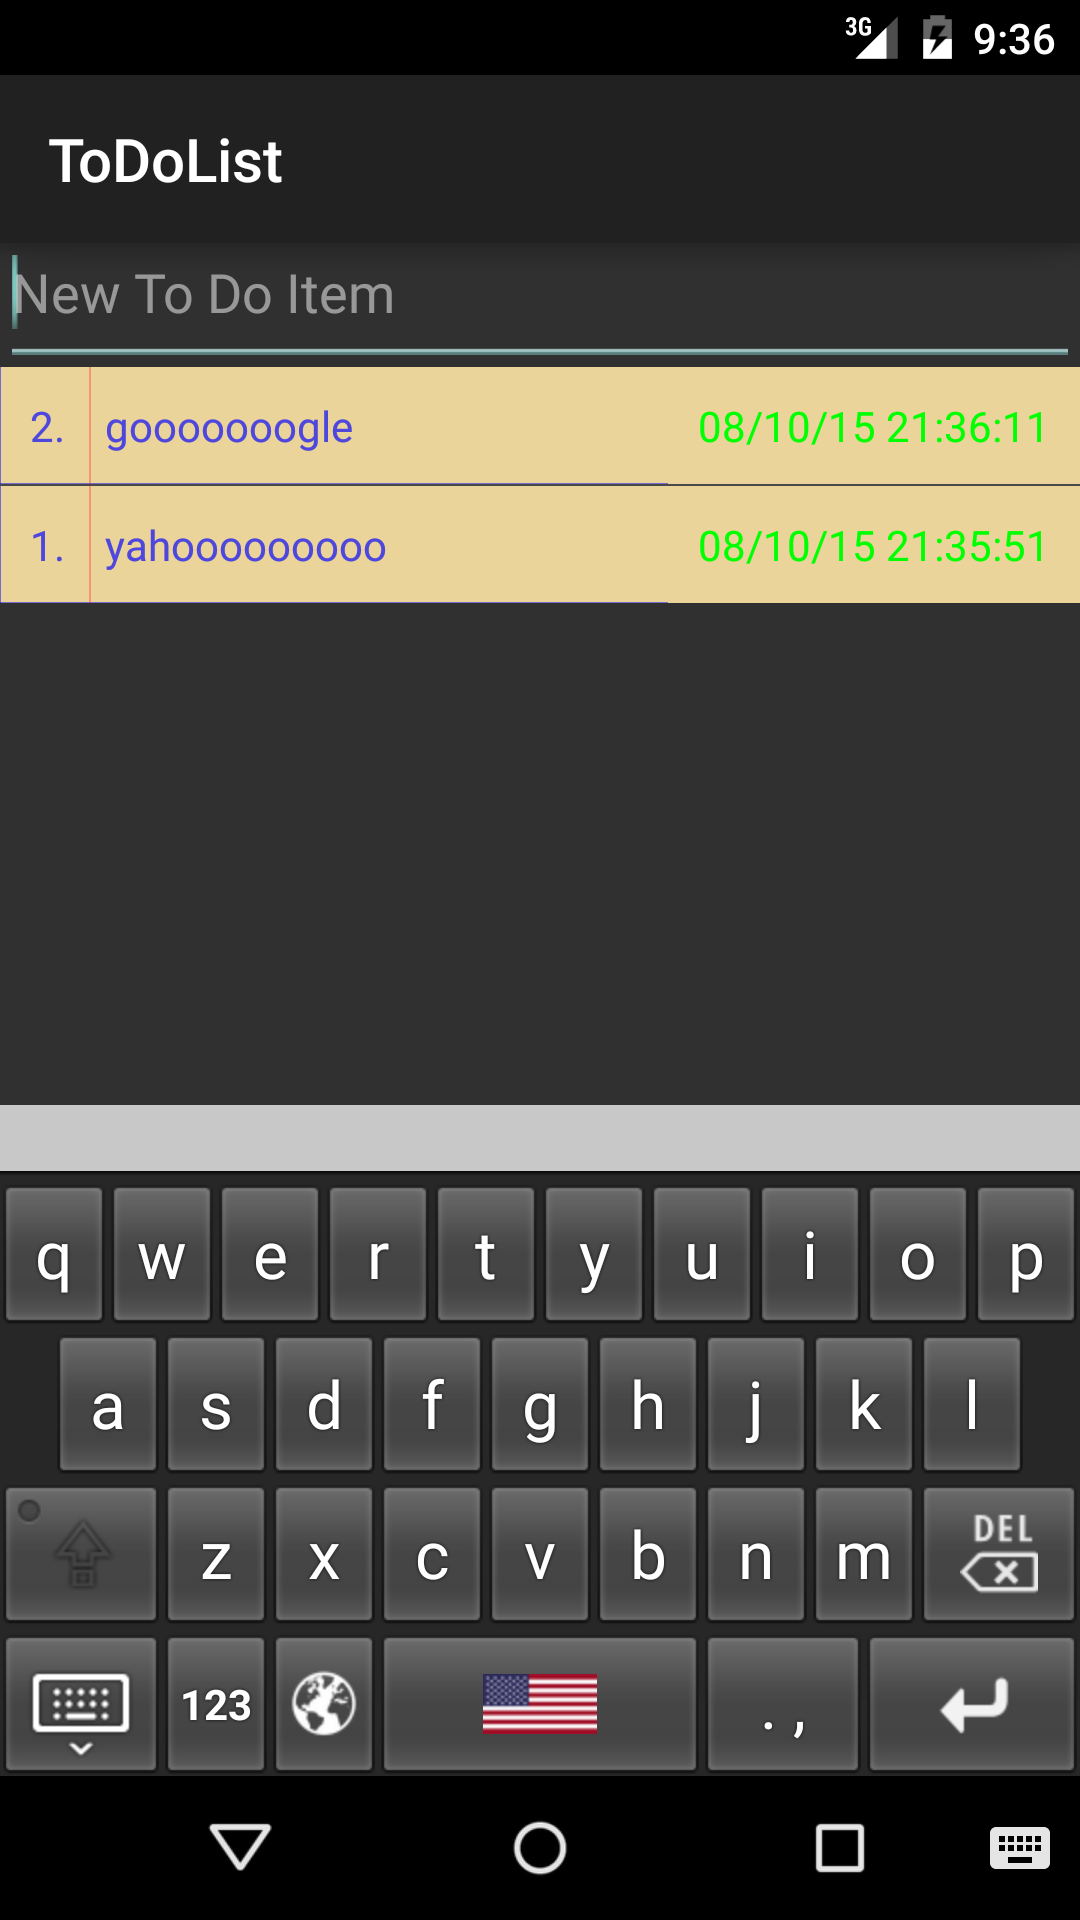 3G 9:36
ToDoList
New To Do Item
2. gooooooogle 08/10/15 21:36:11
1. yahooooooooo 08/10/15 21:35:51
q w e r t y u i o p
a s d f g h j k l
z x c v b n m DEL
123 . ,